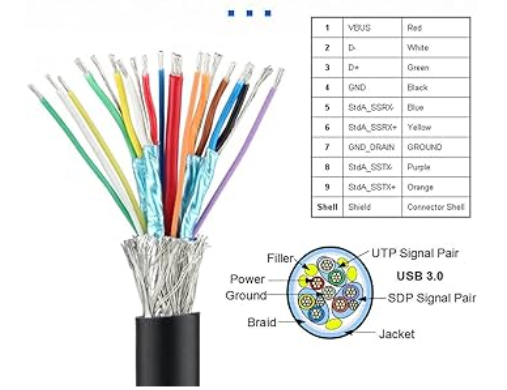 1 VBUS Red
2 D- White
3 D+ Green
4 GND Black
5 StdA_SSRX- Blue
6 StdA_SSRX+ Yellow
7 GND_DRAIN GROUND
8 StdA_SSTX- Purple
9 StdA_SSTX+ Orange
Shell Shield Connector Shell
Filler
UTP Signal Pair
Power
USB 3.0
Ground
SDP Signal Pair
Braid
Jacket